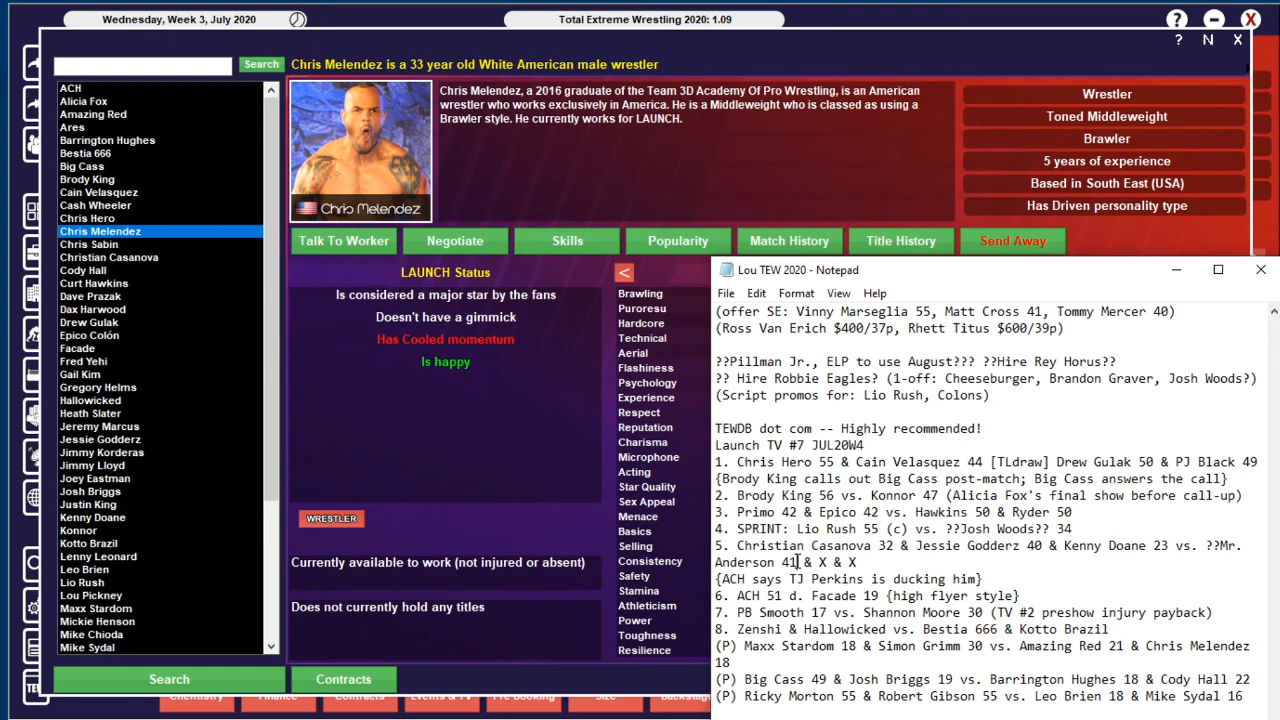 Wednesday, Week 3, July 2020
Total Extreme Wrestling 2020: 1.09
?
X
? N X
Search
Chris Melendez is a 33 year old White American male wrestler
ACH
Alicia Fox
Amazing Red
Ares
Barrington Hughes
Bestia 666
Big Cass
Brody King
Cain Velasquez
Cash Wheeler
Chris Hero
Chris Melendez
Chris Sabin
Christian Casanova
Cody Hall
Curt Hawkins
Dave Prazak
Dax Harwood
Drew Gulak
Epico Colón
Facade
Fred Yehi
Gail Kim
Gregory Helms
Hallowicked
Heath Slater
Jeremy Marcus
Jessie Godderz
Jimmy Korderas
Jimmy Lloyd
Joey Eastman
Josh Briggs
Justin King
Kenny Doane
Konnor
Kotto Brazil
Lenny Leonard
Leo Brien
Lio Rush
Lou Pickney
Maxx Stardom
Mickie Henson
Mike Chioda
Mike Sydal
Search
Contracts
Chris Melendez
Chris Melendez, a 2016 graduate of the Team 3D Academy Of Pro Wrestling, is an American
wrestler who works exclusively in America. He is a Middleweight who is classed as using a
Brawler style. He currently works for LAUNCH.
Wrestler
Toned Middleweight
Brawler
5 years of experience
Based in South East (USA)
Has Driven personality type
Talk To Worker
Negotiate
Skills
Popularity
Match History
Title History
Send Away
LAUNCH Status
Is considered a major star by the fans
Doesn't have a gimmick
Has Cooled momentum
Is happy
WRESTLER
Currently available to work (not injured or absent)
Does not currently hold any titles
<
Brawling
Puroresu
Hardcore
Technical
Aerial
Flashiness
Psychology
Experience
Respect
Reputation
Charisma
Microphone
Acting
Star Quality
Sex Appeal
Menace
Basics
Selling
Consistency
Safety
Stamina
Athleticism
Power
Toughness
Resilience
Lou TEW 2020 - Notepad
File Edit Format View Help
(offer SE: Vinny Marseglia 55, Matt Cross 41, Tommy Mercer 40)
(Ross Van Erich $400/37p, Rhett Titus $600/39p)
??Pillman Jr., ELP to use August??? ??Hire Rey Horus??
?? Hire Robbie Eagles? (1-off: Cheeseburger, Brandon Graver, Josh Woods?)
(Script promos for: Lio Rush, Colons)
TEWDB dot com -- Highly recommended!
Launch TV #7 JUL20W4
1. Chris Hero 55 & Cain Velasquez 44 [TLdraw] Drew Gulak 50 & PJ Black 49
{Brody King calls out Big Cass post-match; Big Cass answers the call}
2. Brody King 56 vs. Konnor 47 (Alicia Fox's final show before call-up)
3. Primo 42 & Epico 42 vs. Hawkins 50 & Ryder 50
4. SPRINT: Lio Rush 55 (c) vs. ??Josh Woods?? 34
5. Christian Casanova 32 & Jessie Godderz 40 & Kenny Doane 23 vs. ??Mr.
Anderson 41 & X & X
{ACH says TJ Perkins is ducking him}
6. ACH 51 d. Facade 19 {high flyer style}
7. PB Smooth 17 vs. Shannon Moore 30 (TV #2 preshow injury payback)
8. Zenshi & Hallowicked vs. Bestia 666 & Kotto Brazil
(P) Maxx Stardom 18 & Simon Grimm 30 vs. Amazing Red 21 & Chris Melendez
18
(P) Big Cass 49 & Josh Briggs 19 vs. Barrington Hughes 18 & Cody Hall 22
(P) Ricky Morton 55 & Robert Gibson 55 vs. Leo Brien 18 & Mike Sydal 16